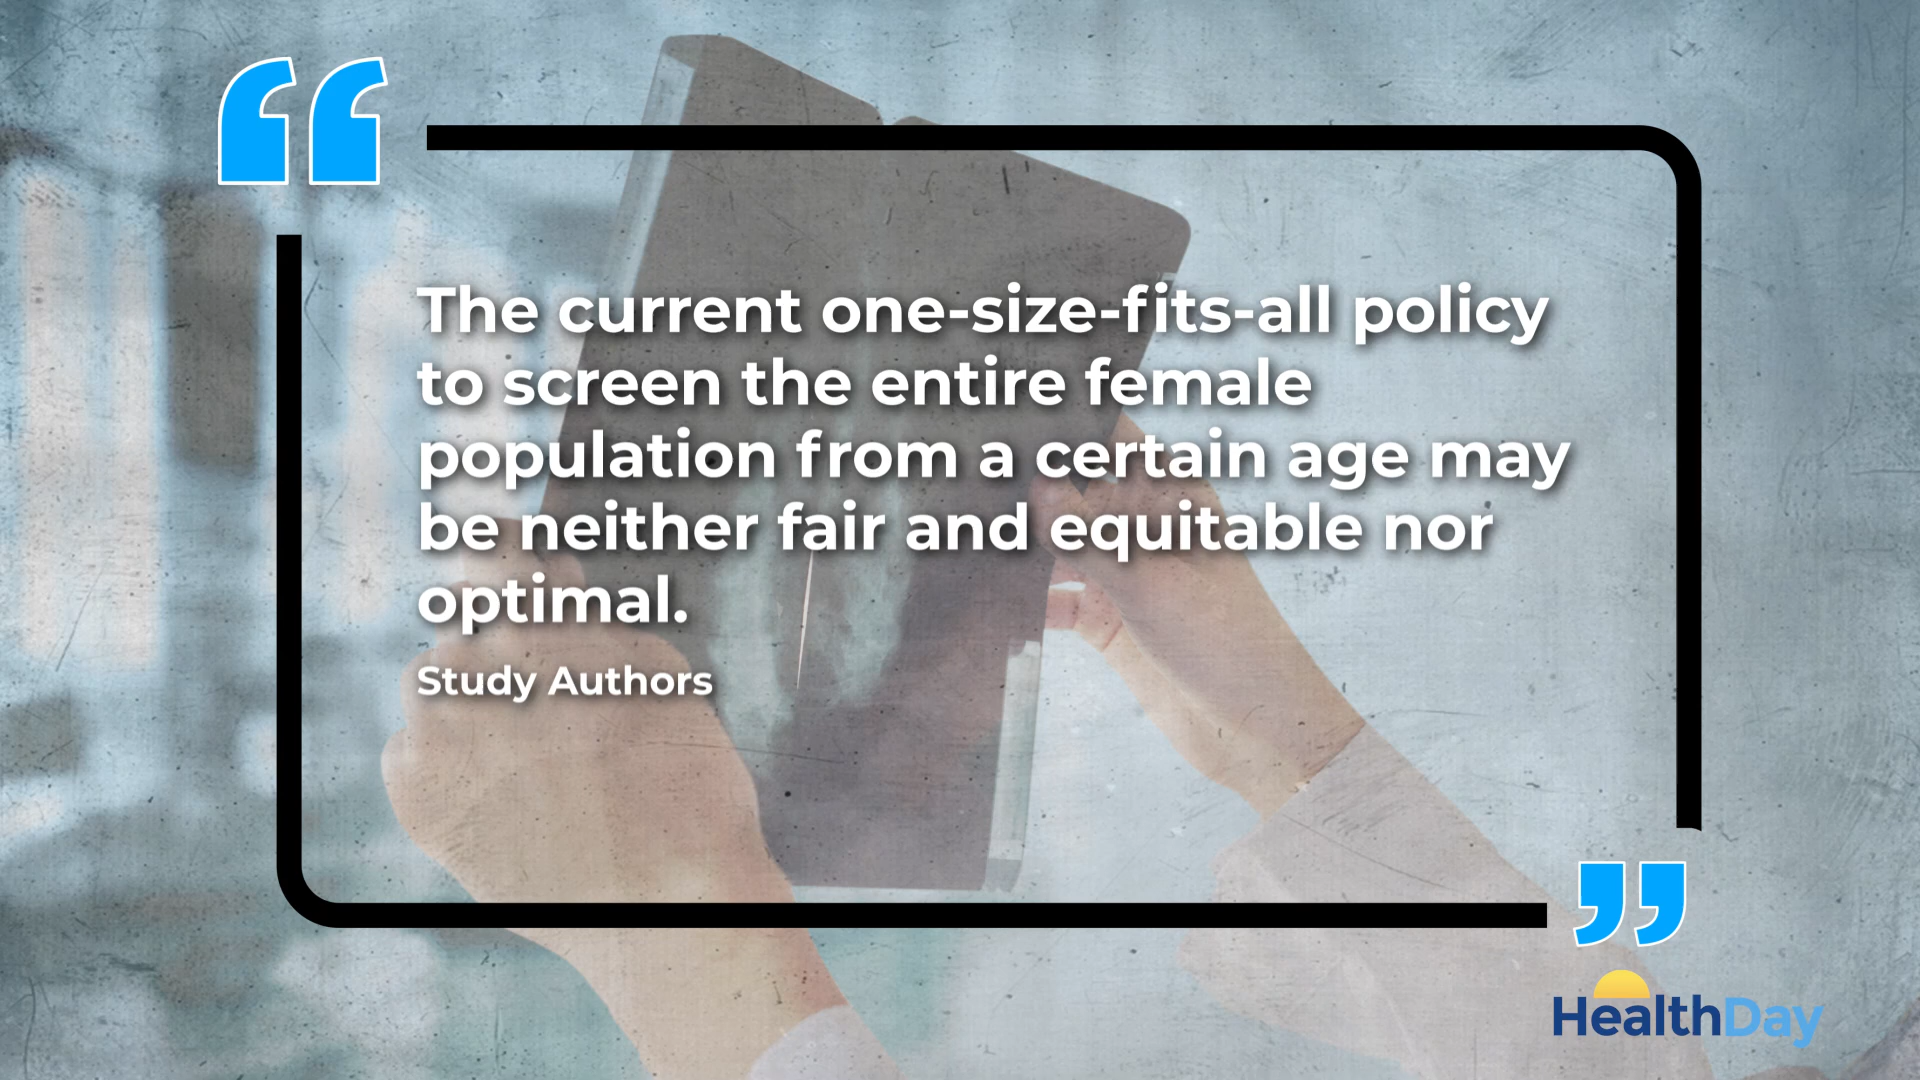 “
The current one-size-fits-all policy
to screen the entire female
population from a certain age may
be neither fair and equitable nor
optimal.
Study Authors
”
HealthDay